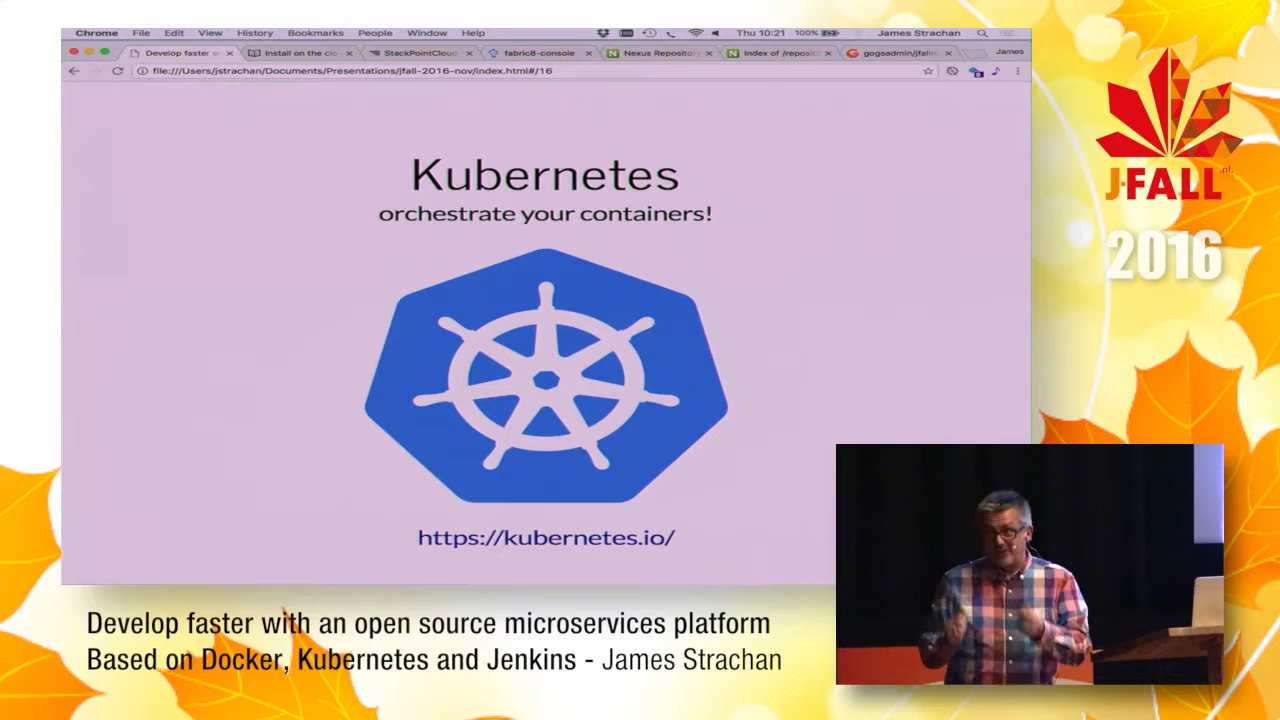 Chrome File Edit View History Bookmarks People Window Help Thu 10:21 100% James Strachan
Develop faster w Install on the clo StackPointCloud fabric8-console Nexus Repository Index of /reposit gogsadmin/jfallre James
file:///Users/jstrachan/Documents/Presentations/jfall-2016-nov/index.html#/16
Kubernetes
orchestrate your containers!
https://kubernetes.io/
J-FALL
.nl
2016
Develop faster with an open source microservices platform
Based on Docker, Kubernetes and Jenkins - James Strachan